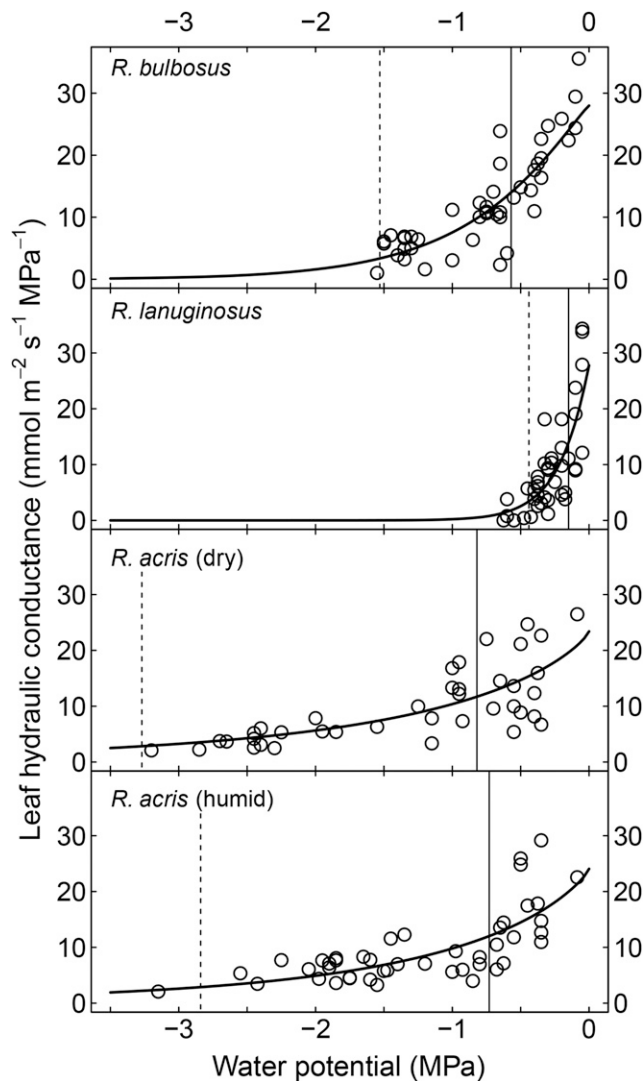 −3 −2 −1 0
R. bulbosus
30 30
20 20
10 10
0 0
R. lanuginosus
30 30
20 20
10 10
0 0
R. acris (dry)
30 30
20 20
10 10
0 0
R. acris (humid)
30 30
20 20
10 10
0 0
−3 −2 −1 0
Water potential (MPa)
Leaf hydraulic conductance (mmol m⁻² s⁻¹ MPa⁻¹)